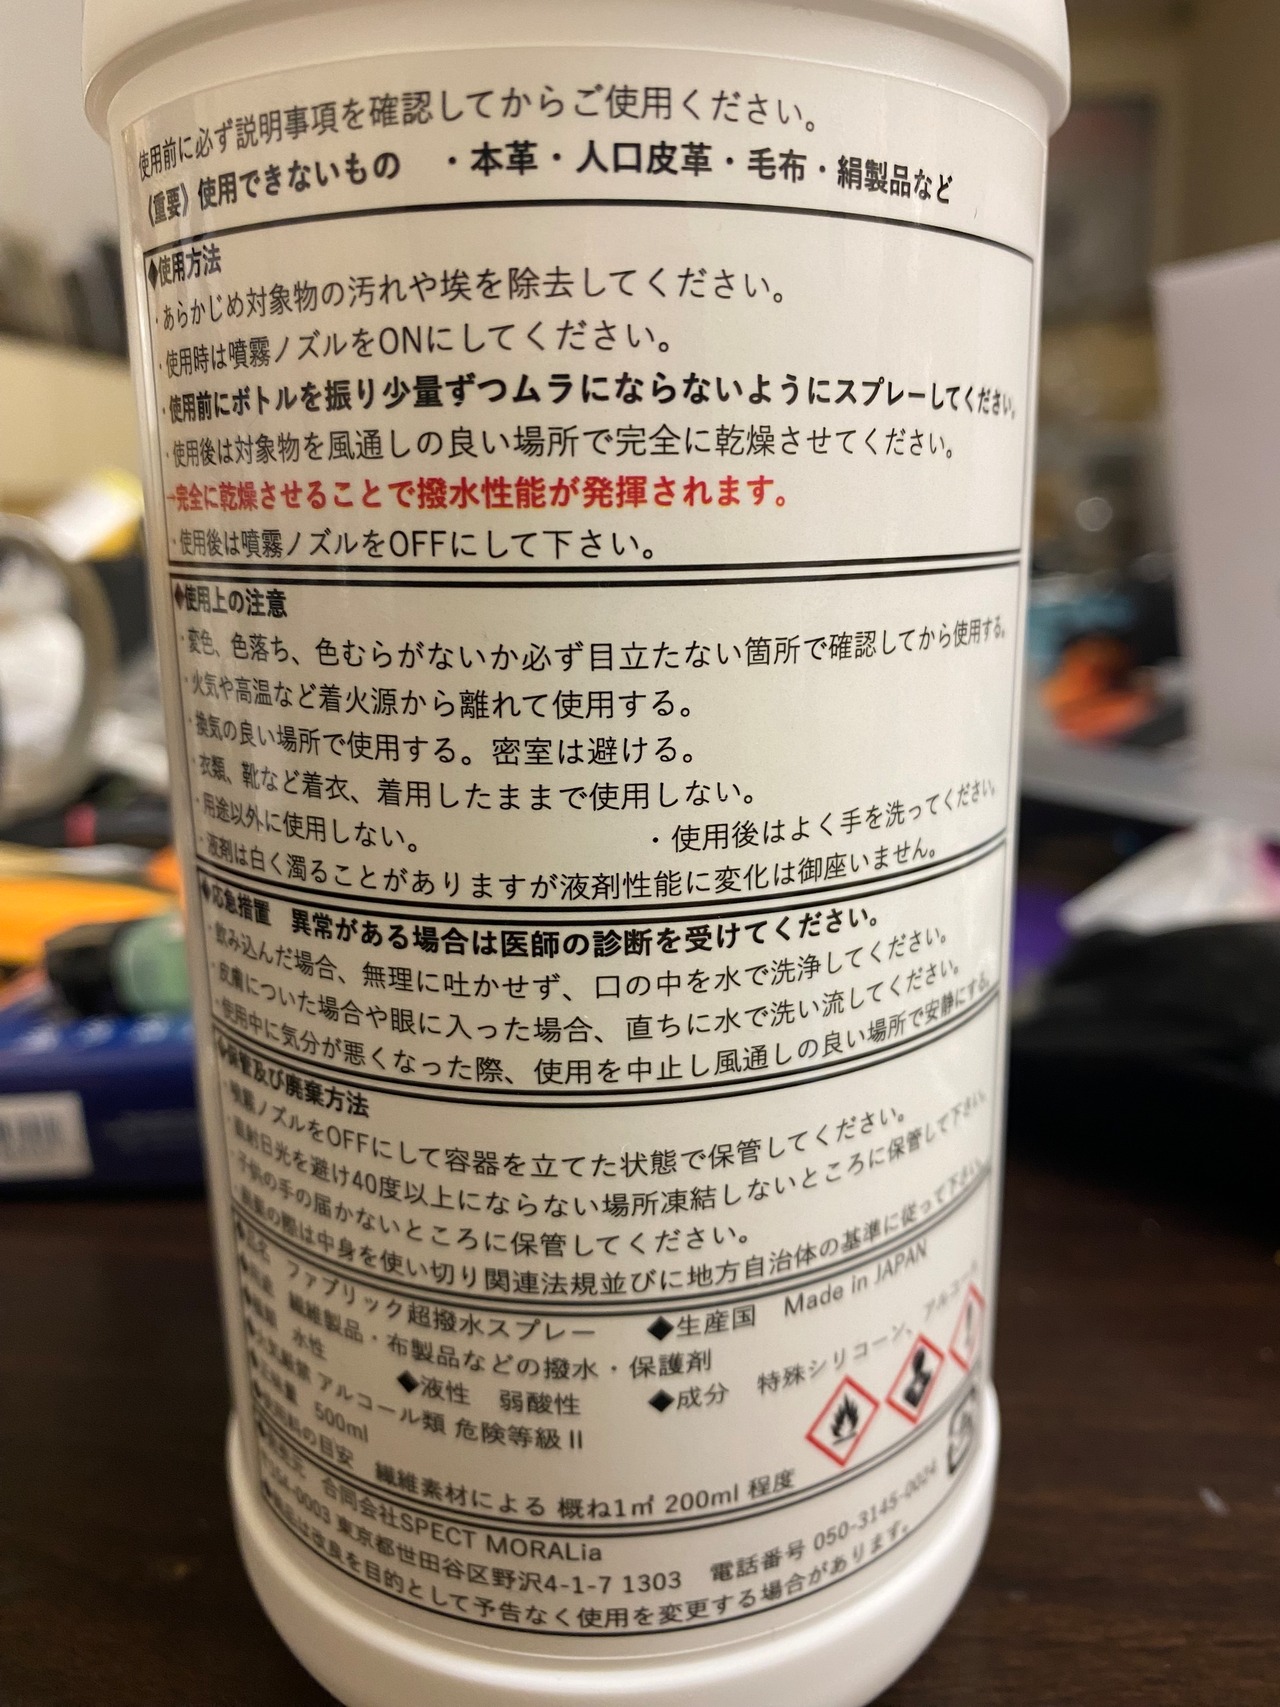 使用前に必ず説明事項を確認してからご使用ください。
《重要》使用できないもの ・本革・人口皮革・毛布・絹製品など
◆使用方法
・あらかじめ対象物の汚れや埃を除去してください。
・使用時は噴霧ノズルをONにしてください。
・使用前にボトルを振り少量ずつムラにならないようにスプレーしてください。
・使用後は対象物を風通しの良い場所で完全に乾燥させてください。
→完全に乾燥させることで撥水性能が発揮されます。
・使用後は噴霧ノズルをOFFにして下さい。
◆使用上の注意
・変色、色落ち、色むらがないか必ず目立たない箇所で確認してから使用する。
・火気や高温など着火源から離れて使用する。
・換気の良い場所で使用する。密室は避ける。
・衣類、靴など着衣、着用したままで使用しない。
・用途以外に使用しない。 ・使用後はよく手を洗ってください。
・液剤は白く濁ることがありますが液剤性能に変化は御座いません。
◆応急措置 異常がある場合は医師の診断を受けてください。
・飲み込んだ場合、無理に吐かせず、口の中を水で洗浄してください。
・皮膚についた場合や眼に入った場合、直ちに水で洗い流してください。
・使用中に気分が悪くなった際、使用を中止し風通しの良い場所で安静にする。
◆保管及び廃棄方法
・噴霧ノズルをOFFにして容器を立てた状態で保管してください。
・直射日光を避け40度以上にならない場所凍結しないところに保管して下さい。
・子供の手の届かないところに保管してください。
・廃棄の際は中身を使い切り関連法規並びに地方自治体の基準に従って下さい。
◆品名 ファブリック超撥水スプレー ◆生産国 Made in JAPAN
◆用途 繊維製品・布製品などの撥水・保護剤
◆種類 水性 ◆液性 弱酸性 ◆成分 特殊シリコーン、アルコール
◆火気厳禁 アルコール類 危険等級Ⅱ
◆正味量 500ml
◆使用料の目安 繊維素材による 概ね1㎡ 200ml 程度
◆発売元 合同会社SPECT MORALia
〒154-0003 東京都世田谷区野沢4-1-7 1303 電話番号 050-3145-0024
◆商品は改良を目的として予告なく使用を変更する場合があります。